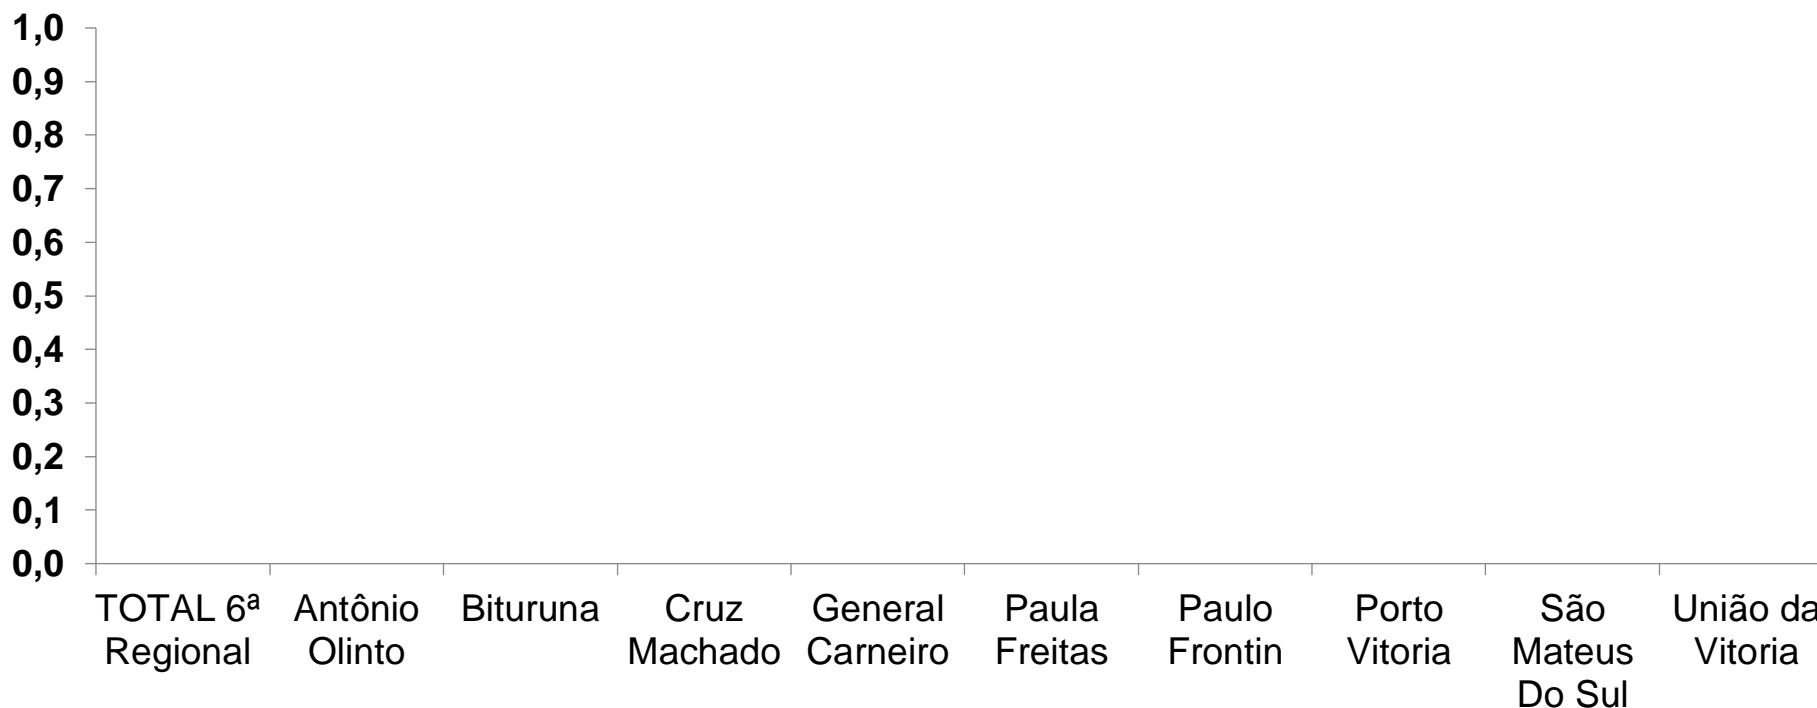 1,0
0,9
0,8
0,7
0,6
0,5
0,4
0,3
0,2
0,1
0,0
TOTAL 6ª
Regional
Antônio
Olinto
Bituruna
Cruz
Machado
General
Carneiro
Paula
Freitas
Paulo
Frontin
Porto
Vitoria
São
Mateus
Do Sul
União da
Vitoria